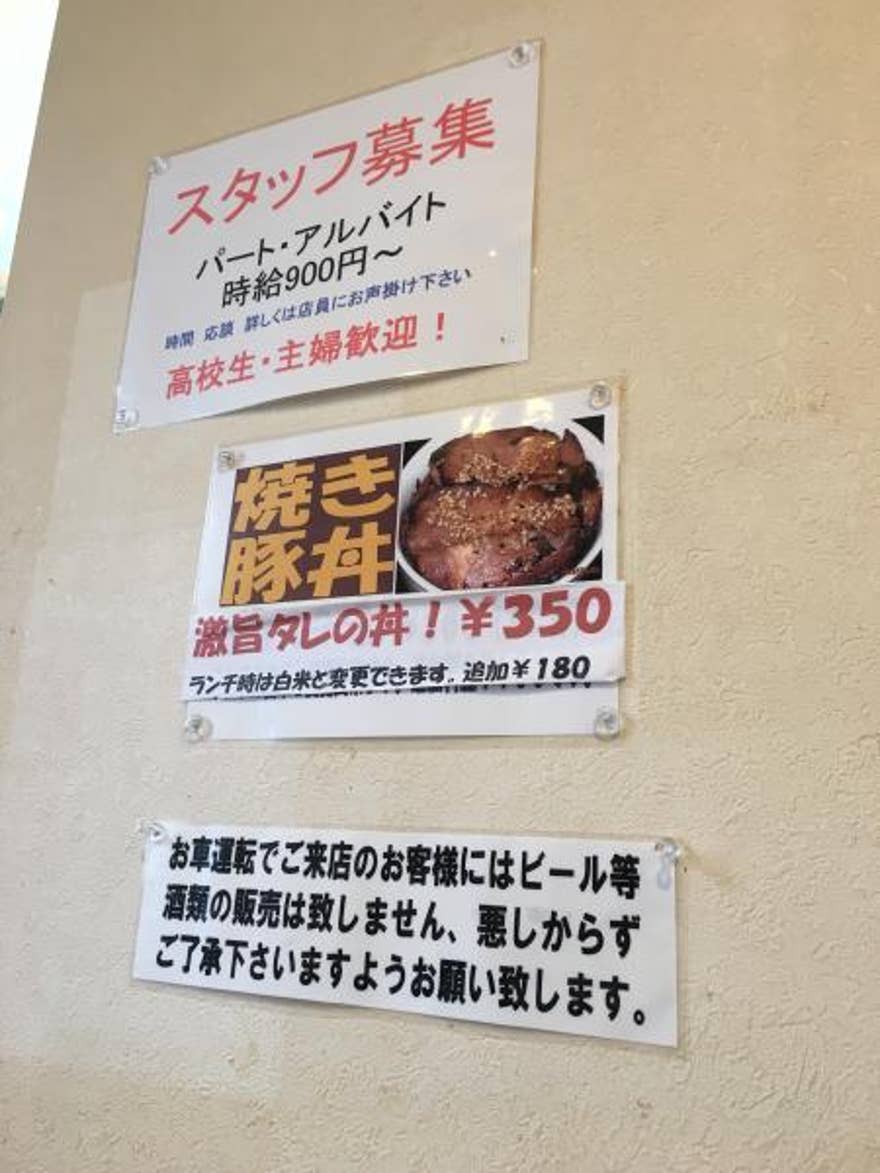 スタッフ募集
パート・アルバイト
時給900円～
時間 応談 詳しくは店員にお声掛け下さい
高校生・主婦歓迎！
焼き
豚丼
激旨タレの丼！￥350
ランチ時は白米と変更できます。追加￥180
お車運転でご来店のお客様にはビール等
酒類の販売は致しません、悪しからず
ご了承下さいますようお願い致します。